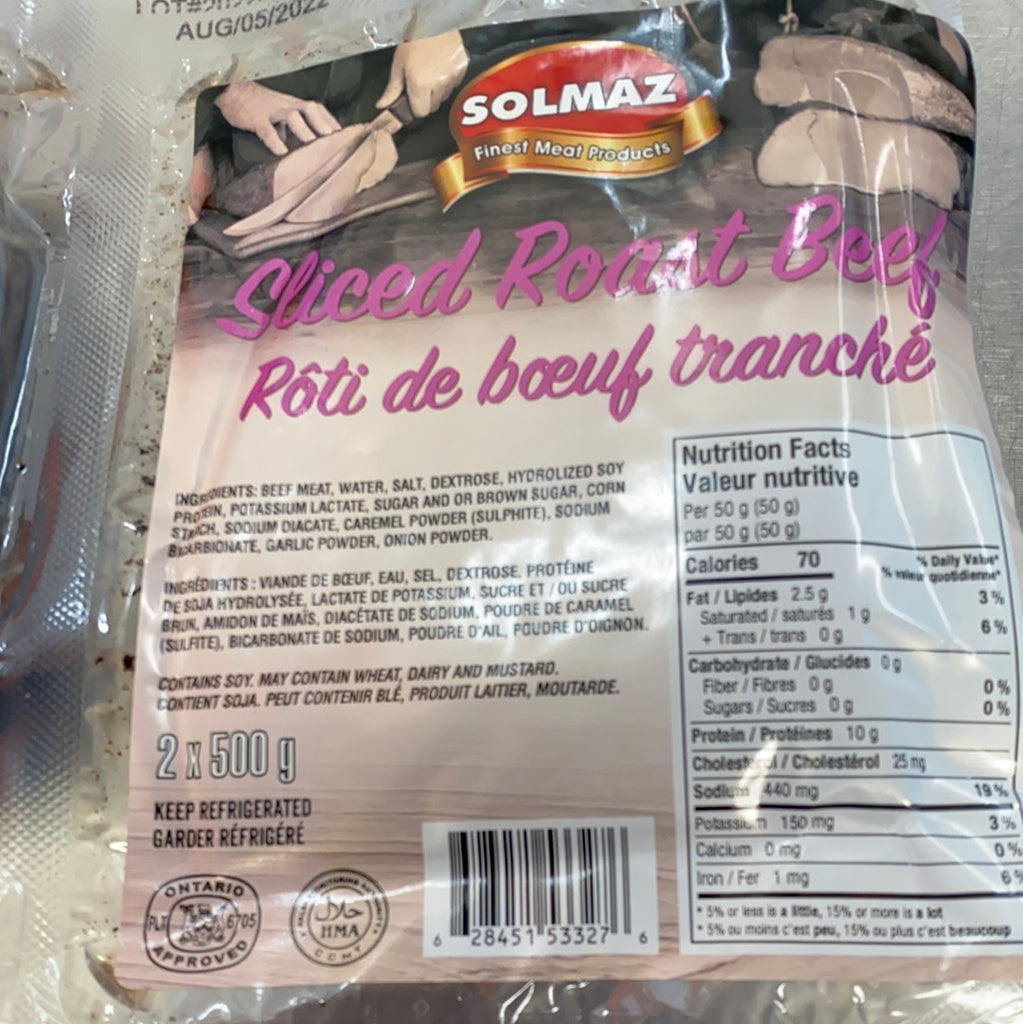 AUG/05/2022
SOLMAZ
Finest Meat Products
Sliced Roast Beef
Rôti de bœuf tranché
INGREDIENTS: BEEF MEAT, WATER, SALT, DEXTROSE, HYDROLIZED SOY
PROTEIN, POTASSIUM LACTATE, SUGAR AND OR BROWN SUGAR, CORN
STARCH, SODIUM DIACATE, CAREMEL POWDER (SULPHITE), SODIUM
BICARBIONATE, GARLIC POWDER, ONION POWDER.
INGRÉDIENTS : VIANDE DE BŒUF, EAU, SEL, DEXTROSE, PROTÉINE
DE SOJA HYDROLYSÉE, LACTATE DE POTASSIUM, SUCRE ET / OU SUCRE
BRUN, AMIDON DE MAÏS, DIACÉTATE DE SODIUM, POUDRE DE CARAMEL
(SULFITE), BICARBONATE DE SODIUM, POUDRE D'AIL, POUDRE D'OIGNON.
CONTAINS SOY. MAY CONTAIN WHEAT, DAIRY AND MUSTARD.
CONTIENT SOJA. PEUT CONTENIR BLÉ, PRODUIT LAITIER, MOUTARDE.
2 x 500 g
KEEP REFRIGERATED
GARDER RÉFRIGÉRÉ
ONTARIO
PLT 6705
APPROVED
حلال
HMA
CCMT
6 28451 53327 6
Nutrition Facts
Valeur nutritive
Per 50 g (50 g)
par 50 g (50 g)
Calories 70
% Daily Value*
% valeur quotidienne*
Fat / Lipides 2.5 g 3 %
Saturated / saturés 1 g
+ Trans / trans 0 g 6 %
Carbohydrate / Glucides 0 g
Fiber / Fibres 0 g 0 %
Sugars / Sucres 0 g 0 %
Protein / Protéines 10 g
Cholesterol / Cholestérol 25 mg
Sodium 440 mg 19 %
Potassium 150 mg 3 %
Calcium 0 mg 0 %
Iron / Fer 1 mg 6 %
* 5% or less is a little, 15% or more is a lot
* 5% ou moins c'est peu, 15% ou plus c'est beaucoup